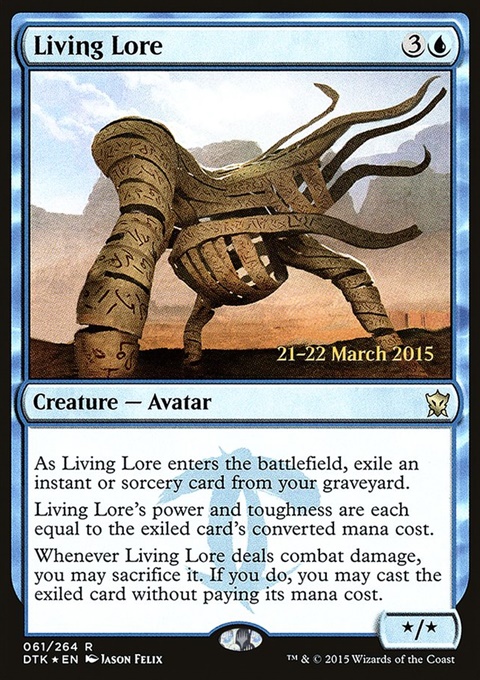 Living Lore 3
21–22 March 2015
Creature — Avatar
As Living Lore enters the battlefield, exile an
instant or sorcery card from your graveyard.
Living Lore's power and toughness are each
equal to the exiled card's converted mana cost.
Whenever Living Lore deals combat damage,
you may sacrifice it. If you do, you may cast the
exiled card without paying its mana cost.
★/★
061/264 R
DTK ★ EN Jason Felix
™ & © 2015 Wizards of the Coast